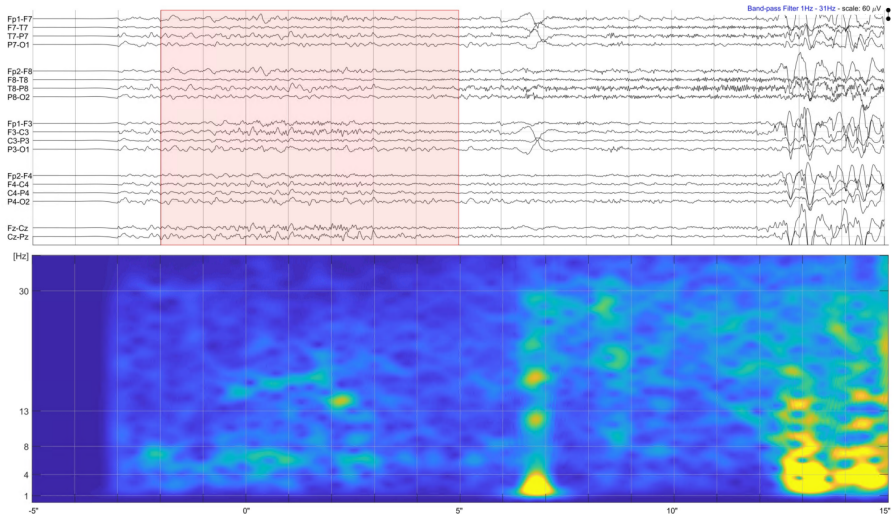 Band-pass Filter 1Hz - 31Hz - scale: 60 µV
Fp1-F7
F7-T7
T7-P7
P7-O1
Fp2-F8
F8-T8
T8-P8
P8-O2
Fp1-F3
F3-C3
C3-P3
P3-O1
Fp2-F4
F4-C4
C4-P4
P4-O2
Fz-Cz
Cz-Pz
[Hz]
30
13
8
4
1
-5" 0" 5" 10" 15"